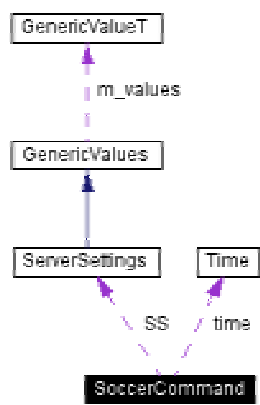 GenericValueT
m_values
GenericValues
ServerSettings
Time
SS
time
SoccerCommand